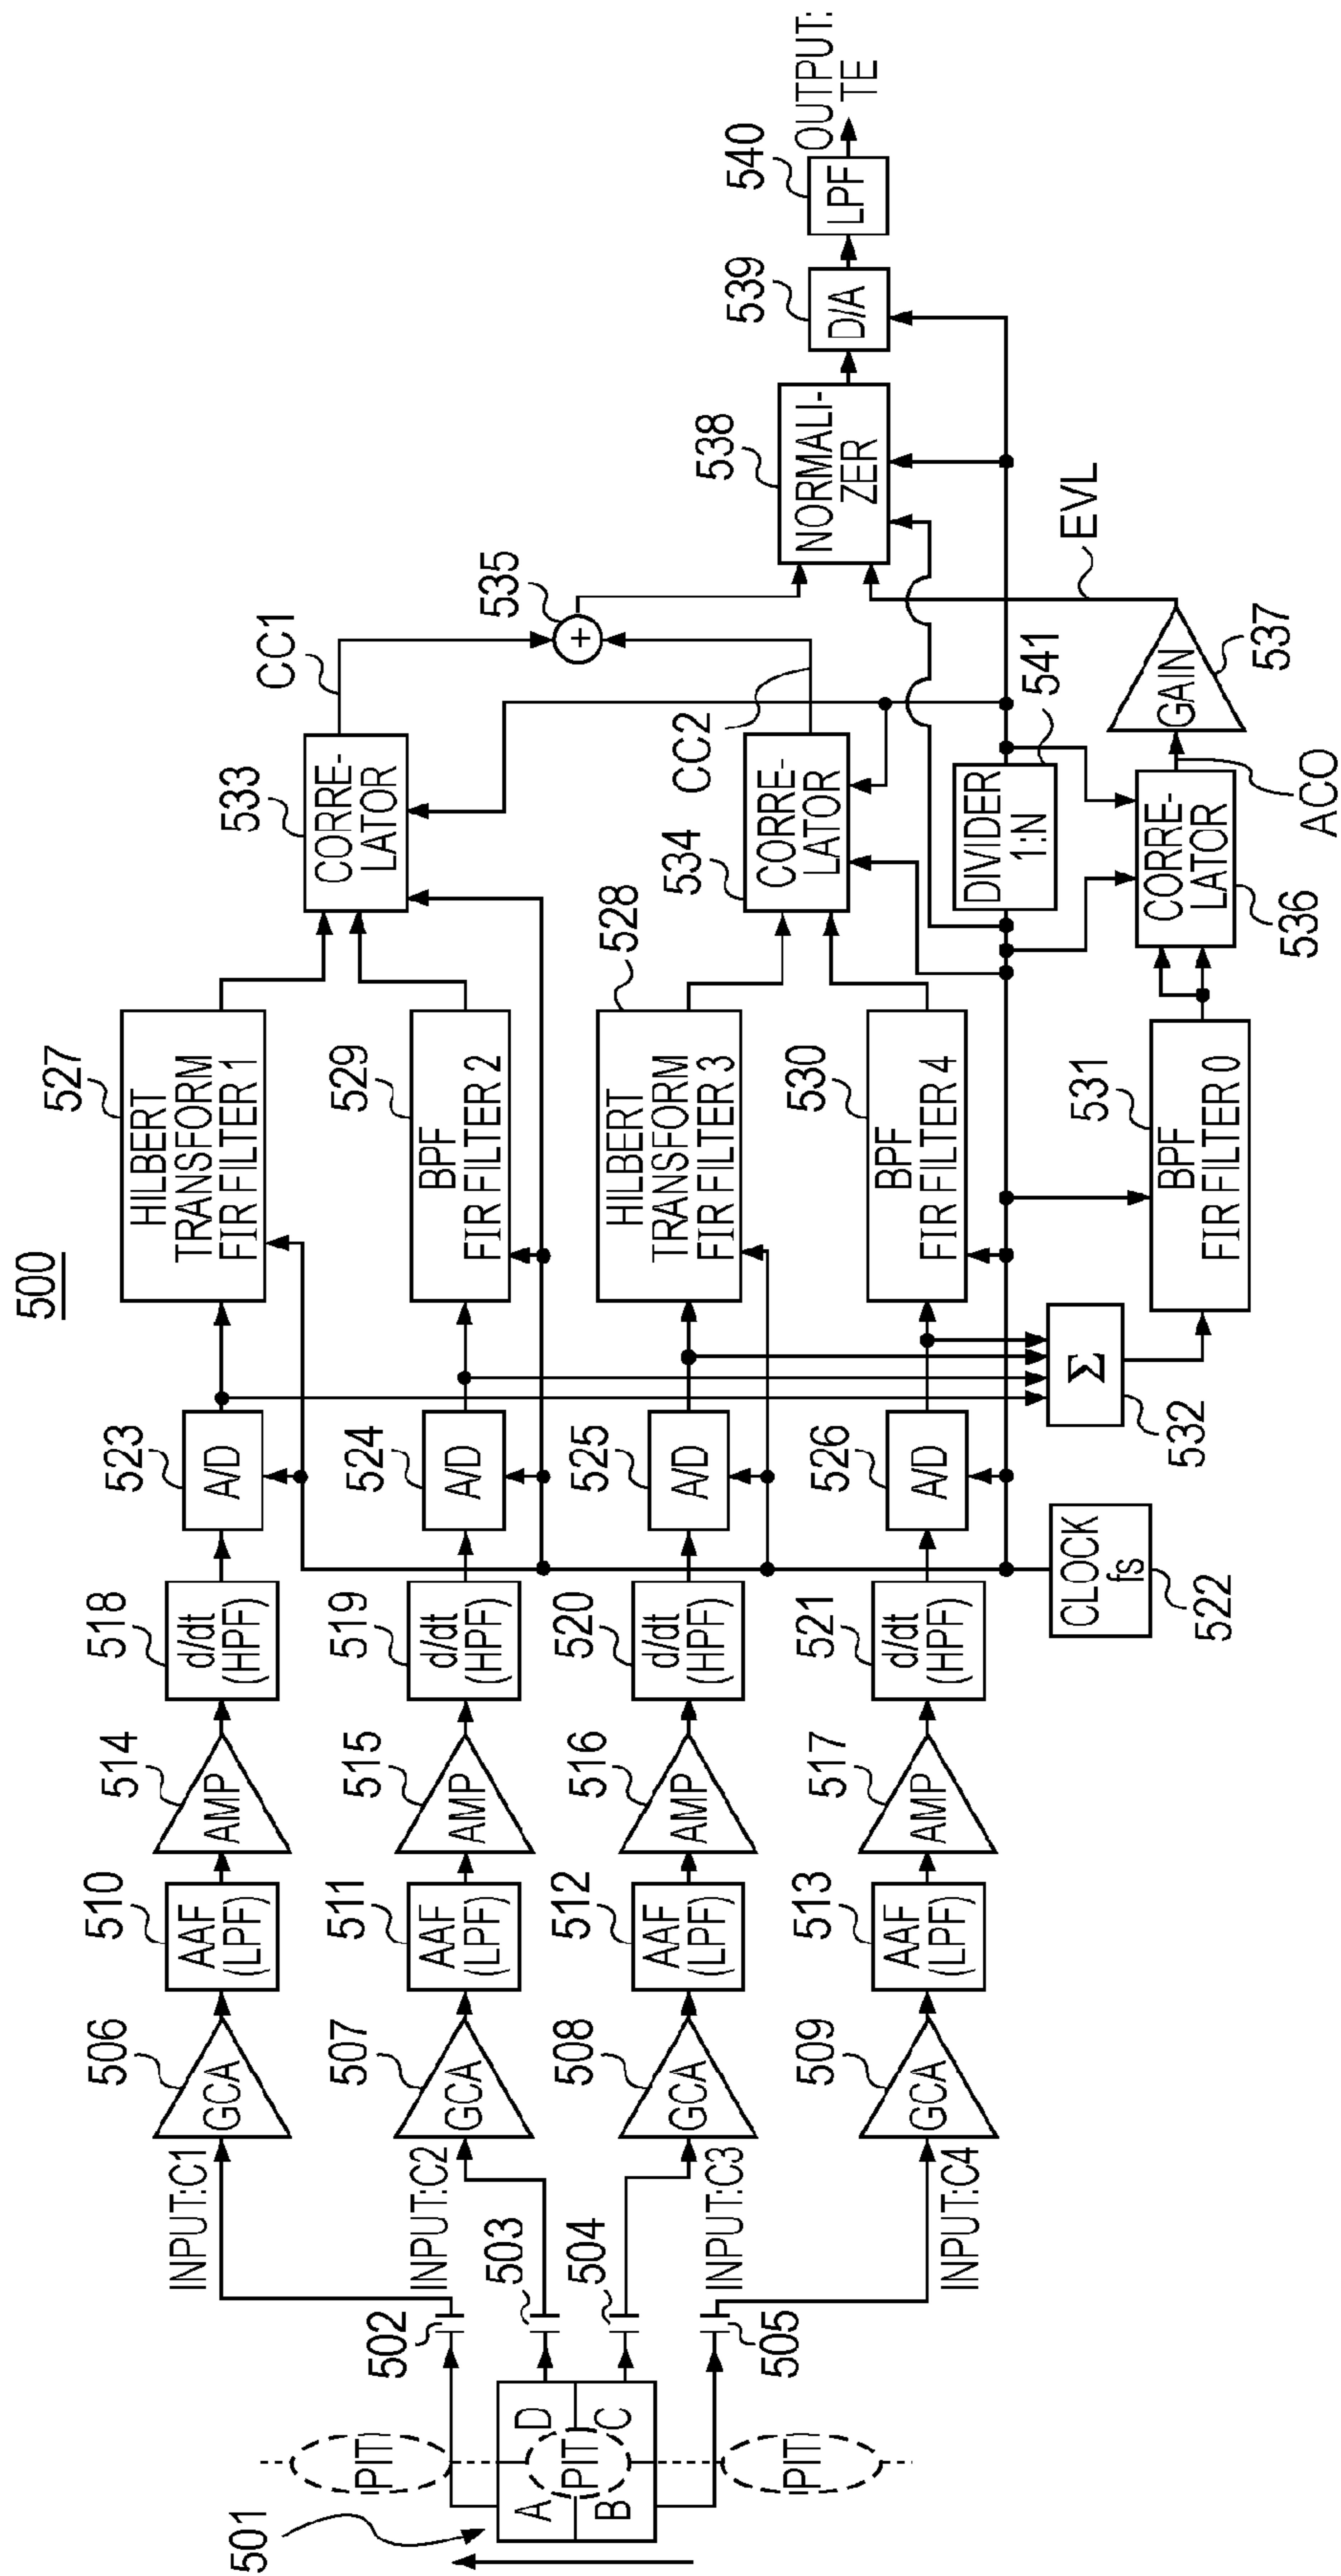 500
501
A
D
B
C
PIT
PIT
PIT
502
503
504
505
INPUT:C1
INPUT:C2
INPUT:C3
INPUT:C4
506
GCA
507
GCA
508
GCA
509
GCA
510
AAF
(LPF)
511
AAF
(LPF)
512
AAF
(LPF)
513
AAF
(LPF)
514
AMP
515
AMP
516
AMP
517
AMP
518
d/dt
(HPF)
519
d/dt
(HPF)
520
d/dt
(HPF)
521
d/dt
(HPF)
CLOCK
fs
522
523
A/D
524
A/D
525
A/D
526
A/D
Σ
532
527
HILBERT
TRANSFORM
FIR FILTER 1
529
BPF
FIR FILTER 2
528
HILBERT
TRANSFORM
FIR FILTER 3
530
BPF
FIR FILTER 4
531
BPF
FIR FILTER 0
533
CORRE-
LATOR
534
CORRE-
LATOR
DIVIDER
1:N
541
CORRE-
LATOR
536
CC1
CC2
535
+
ACO
GAIN
537
EVL
538
NORMALI-
ZER
539
D/A
540
LPF
OUTPUT:
TE